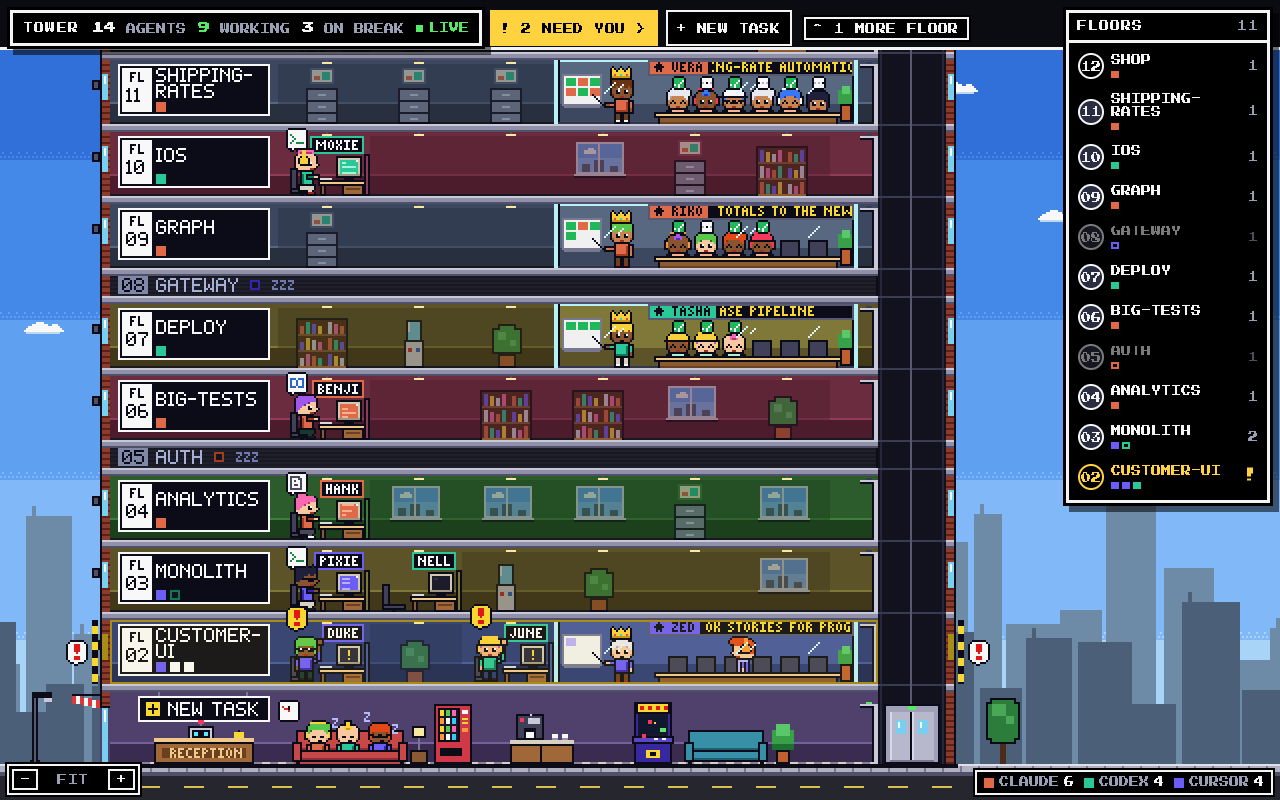 TOWER 14 AGENTS 9 WORKING 3 ON BREAK LIVE
! 2 NEED YOU >
+ NEW TASK
^ 1 MORE FLOOR
FLOORS 11
12 SHOP 1
11 SHIPPING-RATES 1
10 IOS 1
09 GRAPH 1
08 GATEWAY 1
07 DEPLOY 1
06 BIG-TESTS 1
05 AUTH 1
04 ANALYTICS 1
03 MONOLITH 2
02 CUSTOMER-UI !
FL 11 SHIPPING-
RATES
VERA NG-RATE AUTOMATIC
FL 10 IOS
MOXIE
FL 09 GRAPH
RIKO TOTALS TO THE NEW
08 GATEWAY ZZZ
FL 07 DEPLOY
TASHA ASE PIPELINE
FL 06 BIG-TESTS
BENJI
05 AUTH ZZZ
FL 04 ANALYTICS
HANK
FL 03 MONOLITH
PIXIE
NELL
FL 02 CUSTOMER-
UI
DUKE
JUNE
ZED OK STORIES FOR PROG
+ NEW TASK
Z Z Z
RECEPTION
- FIT +
CLAUDE 6 CODEX 4 CURSOR 4